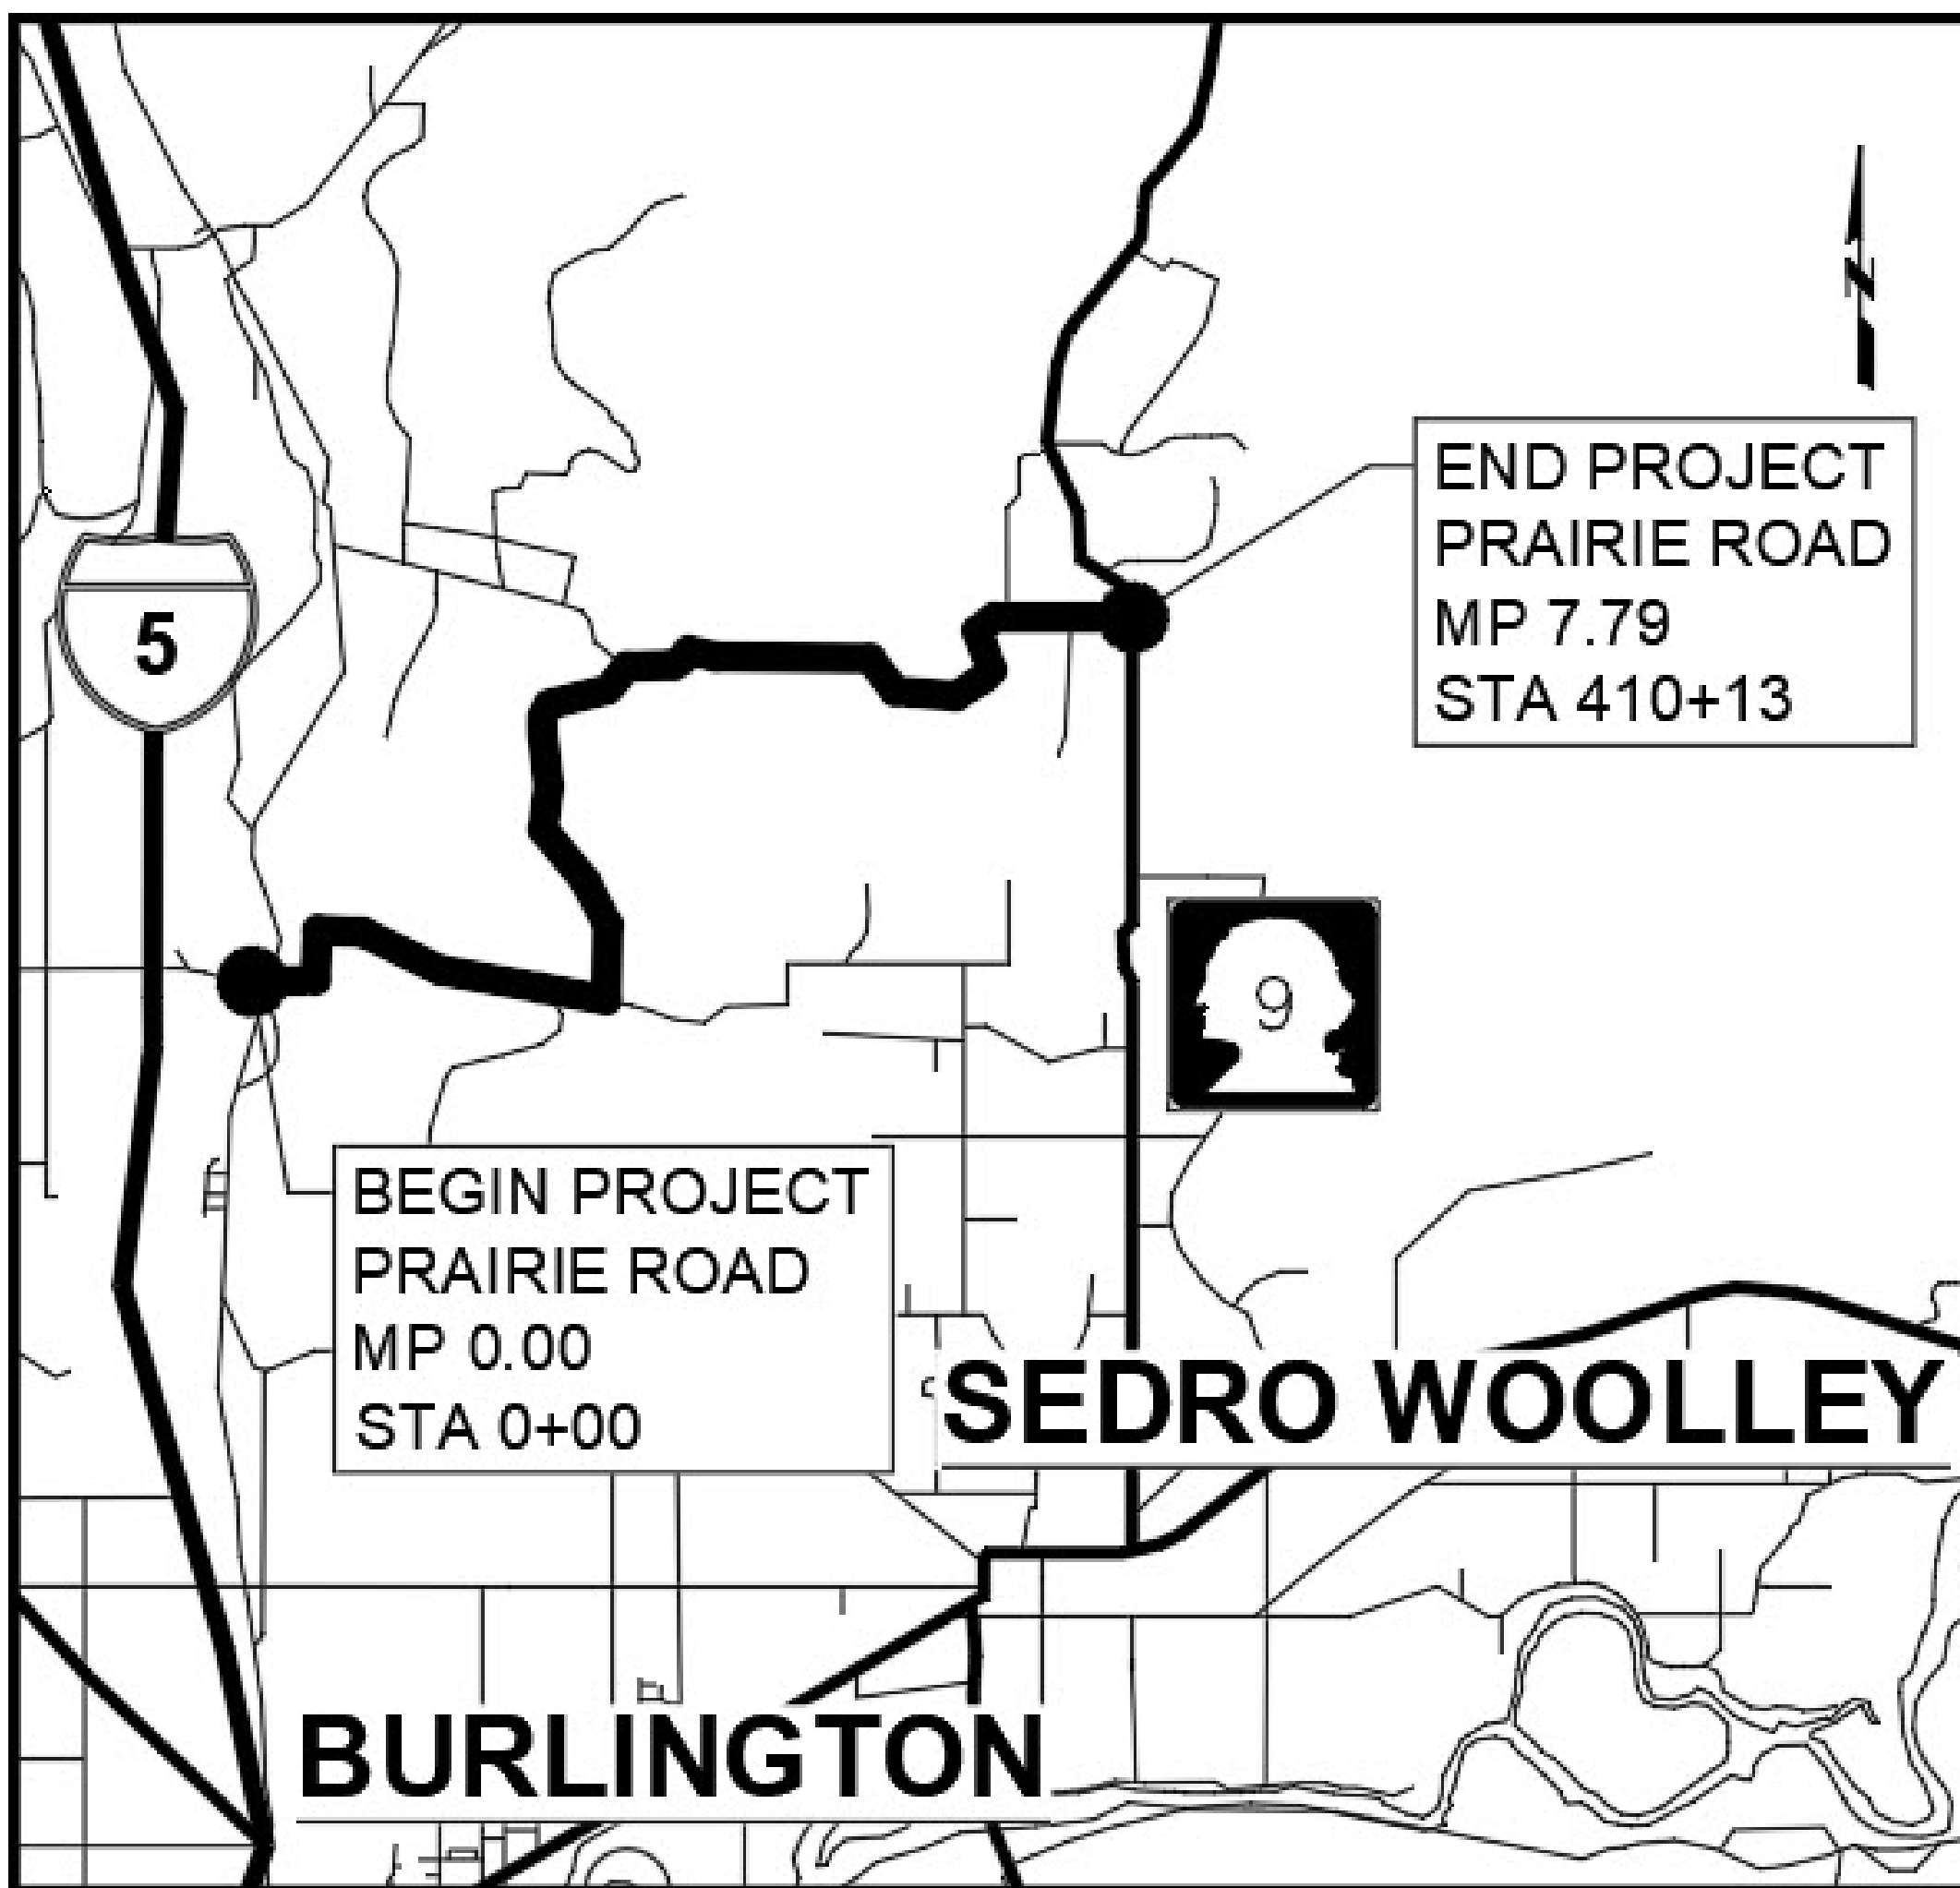 N
END PROJECT
PRAIRIE ROAD
MP 7.79
STA 410+13
5
9
BEGIN PROJECT
PRAIRIE ROAD
MP 0.00
STA 0+00
SEDRO WOOLLEY
BURLINGTON